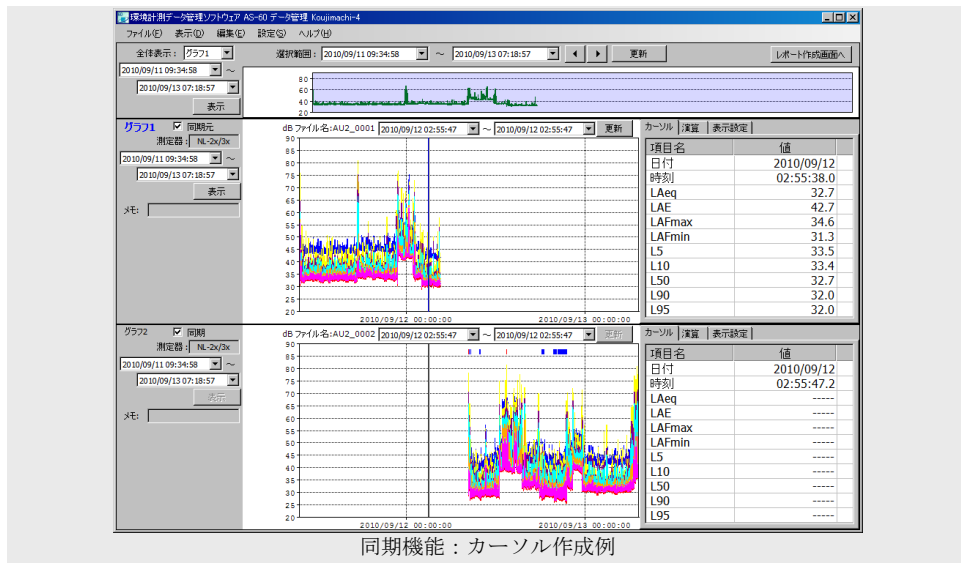 環境計測データ管理ソフトウェア AS-60 データ管理 Koujimachi-4
ファイル(F) 表示(D) 編集(E) 設定(S) ヘルプ(H)
全体表示： グラフ1 選択範囲： 2010/09/11 09:34:58 ～ 2010/09/13 07:18:57 更新 レポート作成画面へ
2010/09/11 09:34:58 ～
2010/09/13 07:18:57
表示
80
60
40
20
グラフ1 同期元
測定器： NL-2x/3x
2010/09/11 09:34:58 ～
2010/09/13 07:18:57
表示
メモ:
dB ファイル名:AU2_0001 2010/09/12 02:55:47 ～ 2010/09/12 02:55:47 更新
90
85
80
75
70
65
60
55
50
45
40
35
30
25
20
2010/09/12 00:00:00 2010/09/13 00:00:00
カーソル 演算 表示設定
項目名 値
日付 2010/09/12
時刻 02:55:38.0
LAeq 32.7
LAE 42.7
LAFmax 34.6
LAFmin 31.3
L5 33.5
L10 33.4
L50 32.7
L90 32.0
L95 32.0
グラフ2 同期
測定器： NL-2x/3x
2010/09/11 09:34:58 ～
2010/09/13 07:18:57
表示
メモ:
dB ファイル名:AU2_0002 2010/09/12 02:55:47 ～ 2010/09/12 02:55:47 更新
90
85
80
75
70
65
60
55
50
45
40
35
30
25
20
2010/09/12 00:00:00 2010/09/13 00:00:00
カーソル 演算 表示設定
項目名 値
日付 2010/09/12
時刻 02:55:47.2
LAeq -----
LAE -----
LAFmax -----
LAFmin -----
L5 -----
L10 -----
L50 -----
L90 -----
L95 -----
同期機能：カーソル作成例